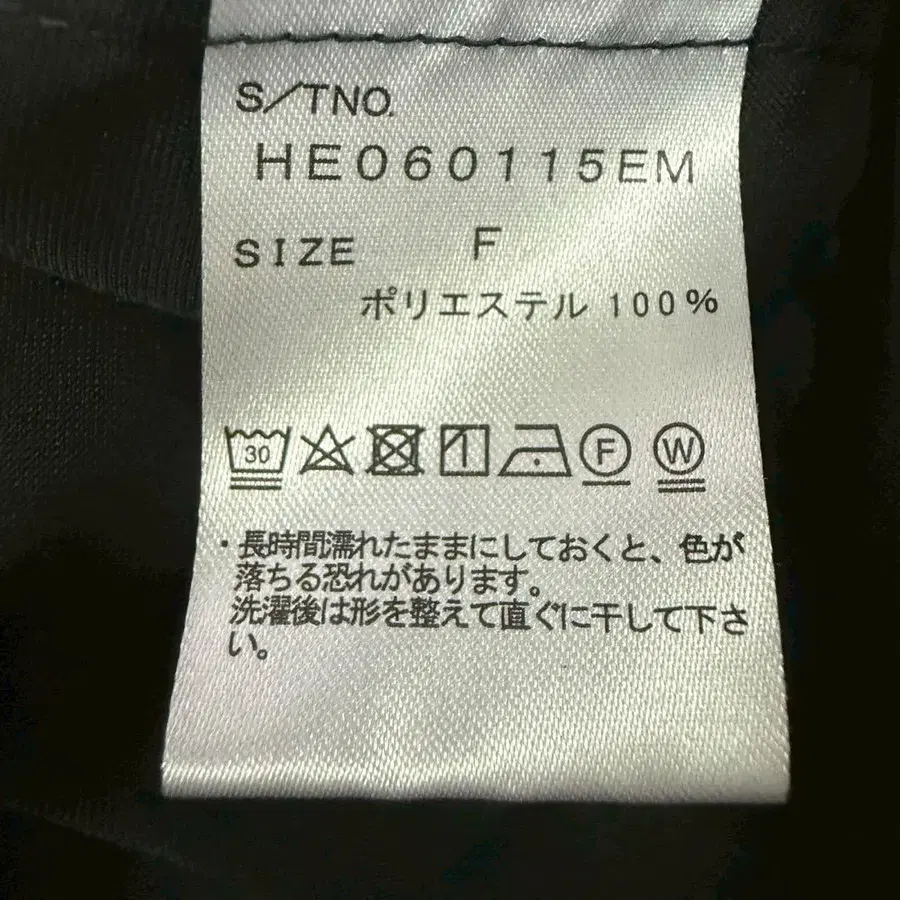 S/TNO.
HE060115EM
SIZE F
ポリエステル 100%
30 1 F W
・長時間濡れたままにしておくと、色が
落ちる恐れがあります。
洗濯後は形を整えて直ぐに干して下さ
い。